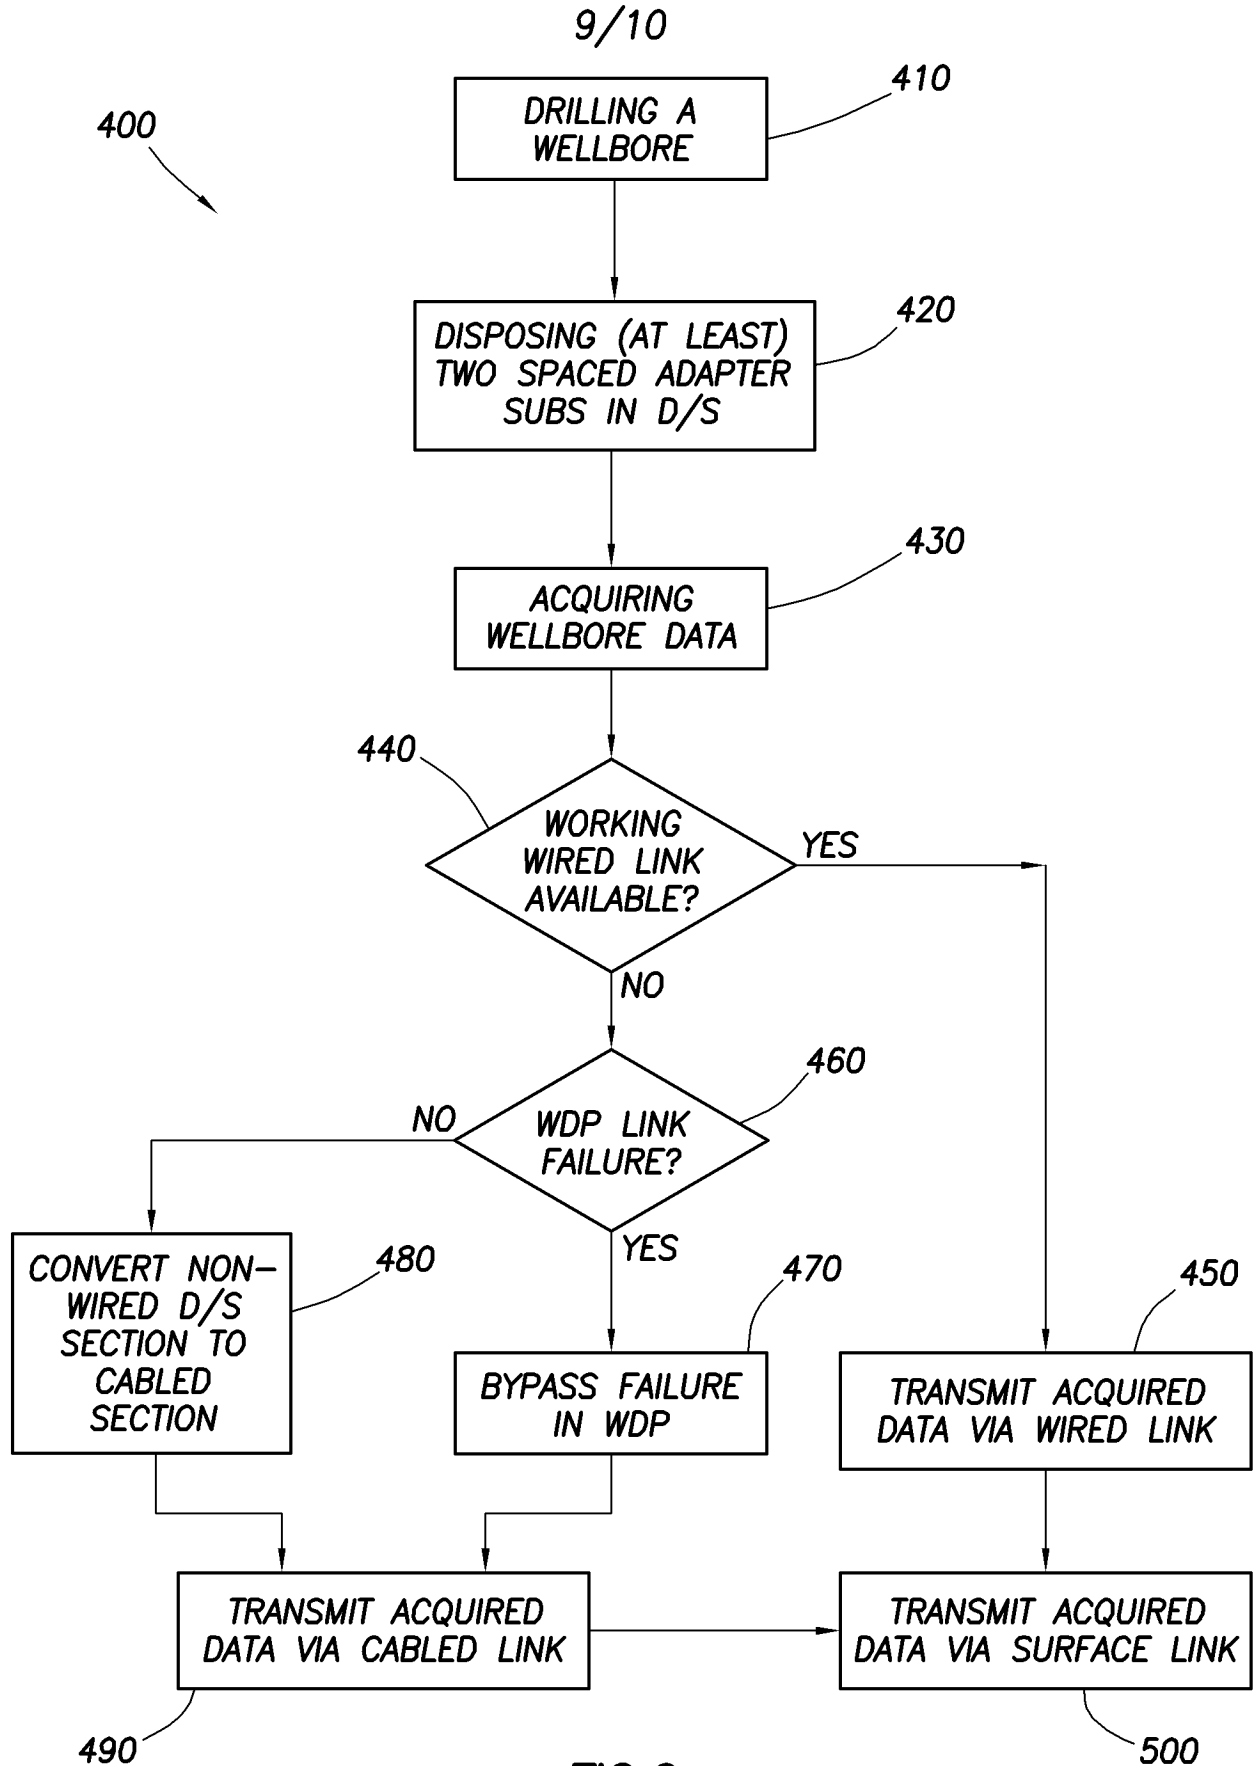 9/10
400
410
DRILLING A
WELLBORE
420
DISPOSING (AT LEAST)
TWO SPACED ADAPTER
SUBS IN D/S
430
ACQUIRING
WELLBORE DATA
440
WORKING
WIRED LINK
AVAILABLE?
YES
NO
460
WDP LINK
FAILURE?
NO
YES
480
CONVERT NON-
WIRED D/S
SECTION TO
CABLED
SECTION
470
BYPASS FAILURE
IN WDP
450
TRANSMIT ACQUIRED
DATA VIA WIRED LINK
TRANSMIT ACQUIRED
DATA VIA CABLED LINK
490
TRANSMIT ACQUIRED
DATA VIA SURFACE LINK
500